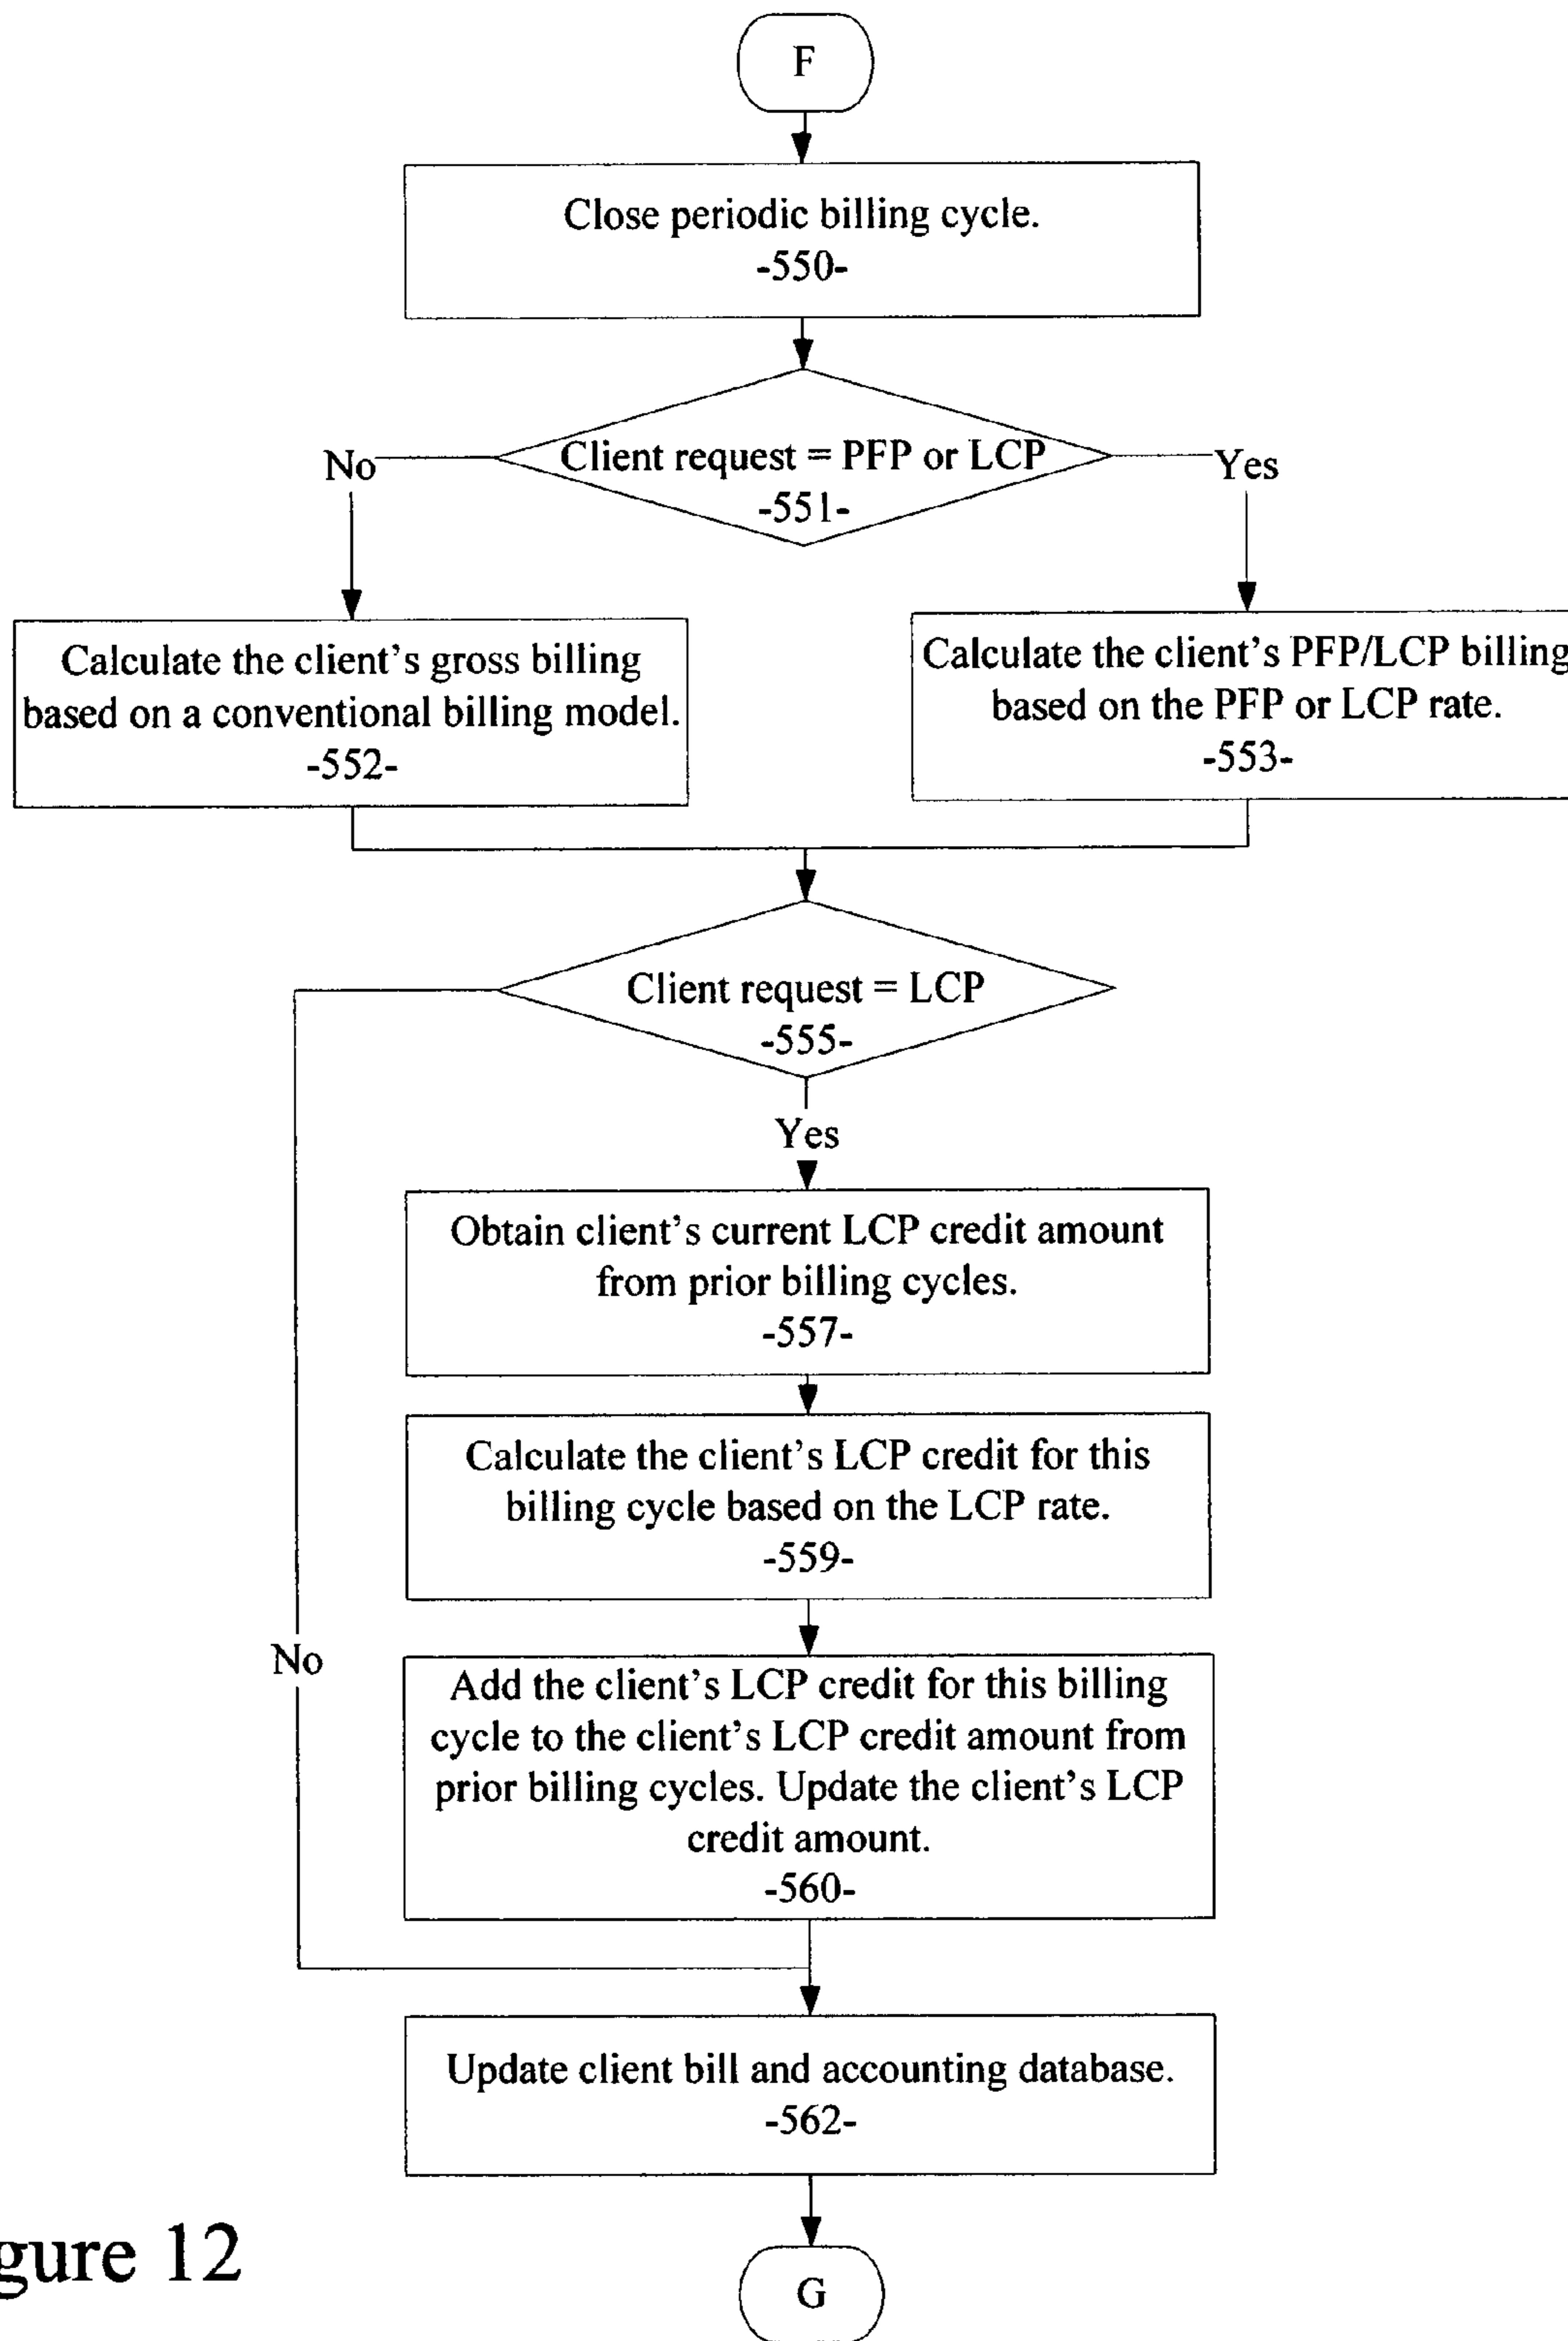 F
Close periodic billing cycle.
-550-
Client request = PFP or LCP
-551-
No
Yes
Calculate the client's gross billing
based on a conventional billing model.
-552-
Calculate the client's PFP/LCP billing
based on the PFP or LCP rate.
-553-
Client request = LCP
-555-
Yes
Obtain client's current LCP credit amount
from prior billing cycles.
-557-
Calculate the client's LCP credit for this
billing cycle based on the LCP rate.
-559-
No
Add the client's LCP credit for this billing
cycle to the client's LCP credit amount from
prior billing cycles. Update the client's LCP
credit amount.
-560-
Update client bill and accounting database.
-562-
gure 12
G